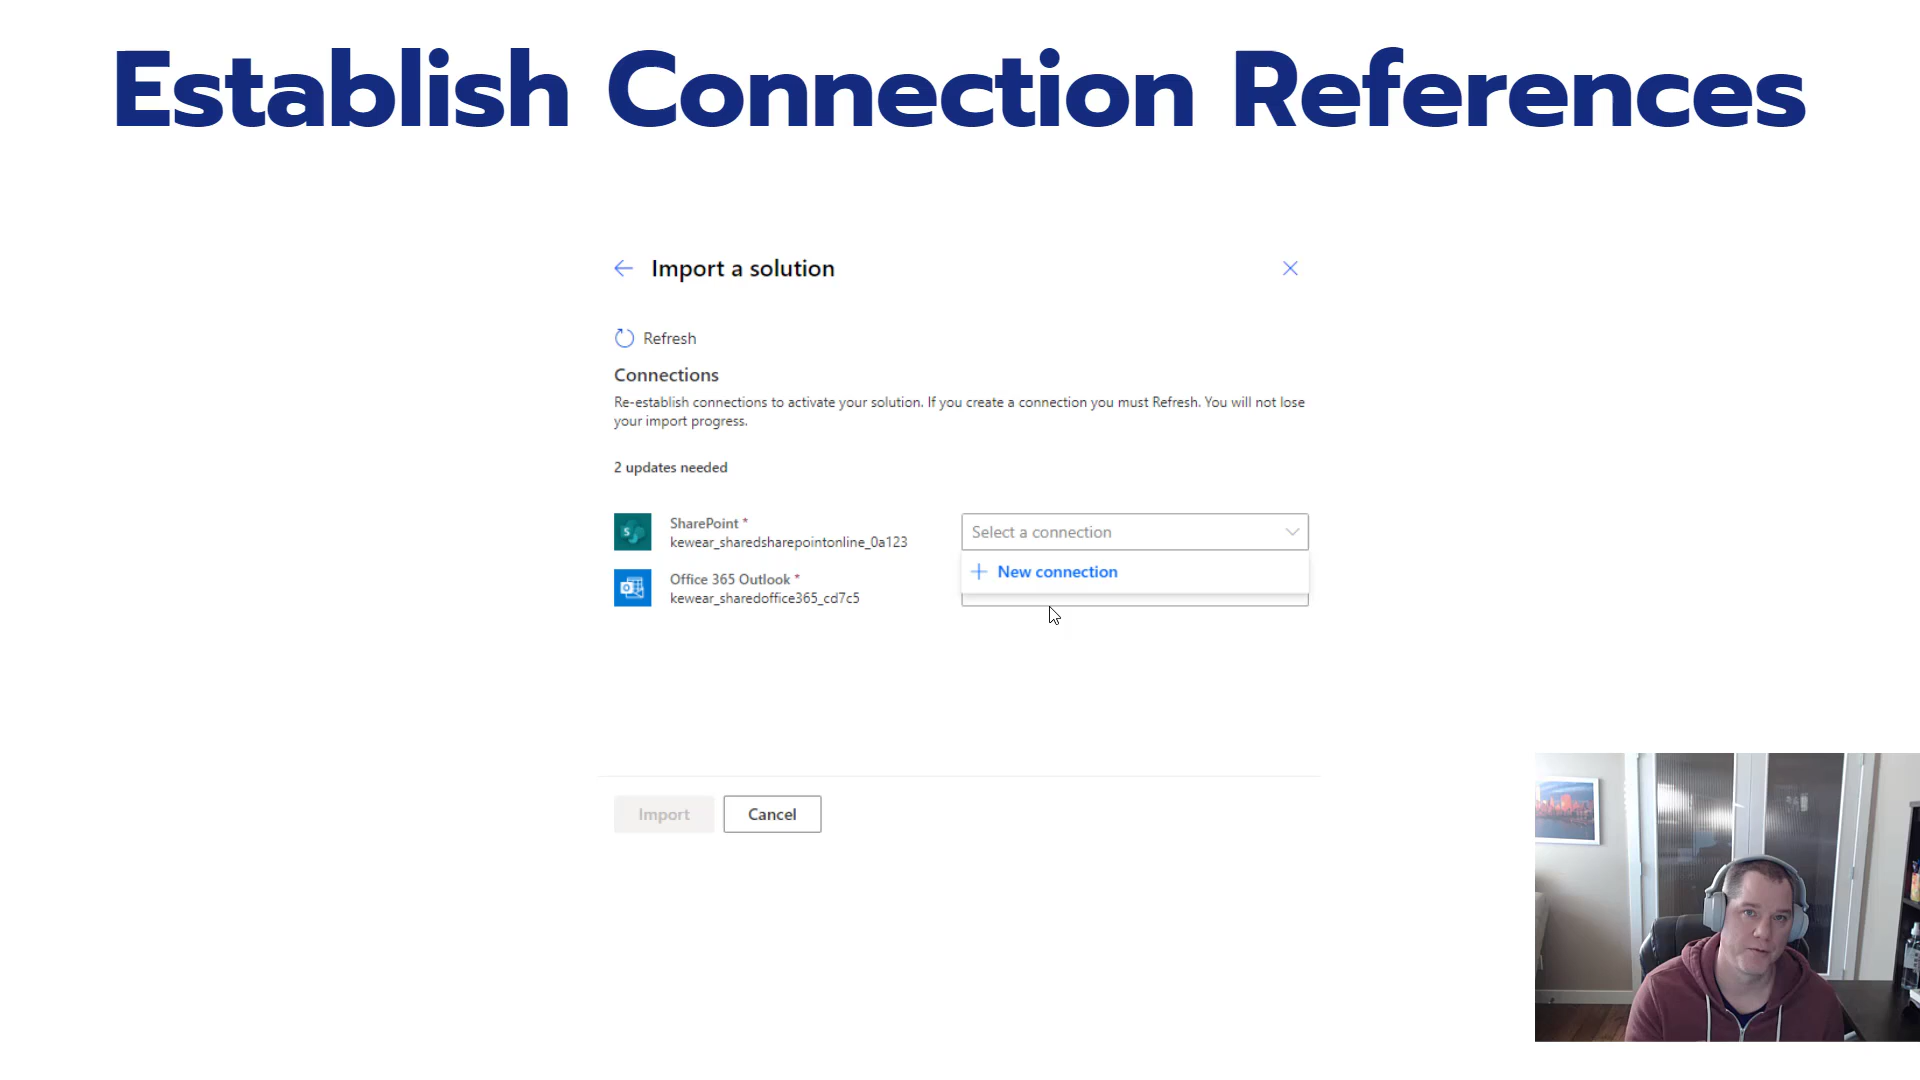 Establish Connection References
Import a solution
Refresh
Connections
Re-establish connections to activate your solution. If you create a connection you must Refresh. You will not lose
your import progress.
2 updates needed
SharePoint *
kewear_sharedsharepointonline_0a123
Select a connection
New connection
Office 365 Outlook *
kewear_sharedoffice365_cd7c5
Import
Cancel